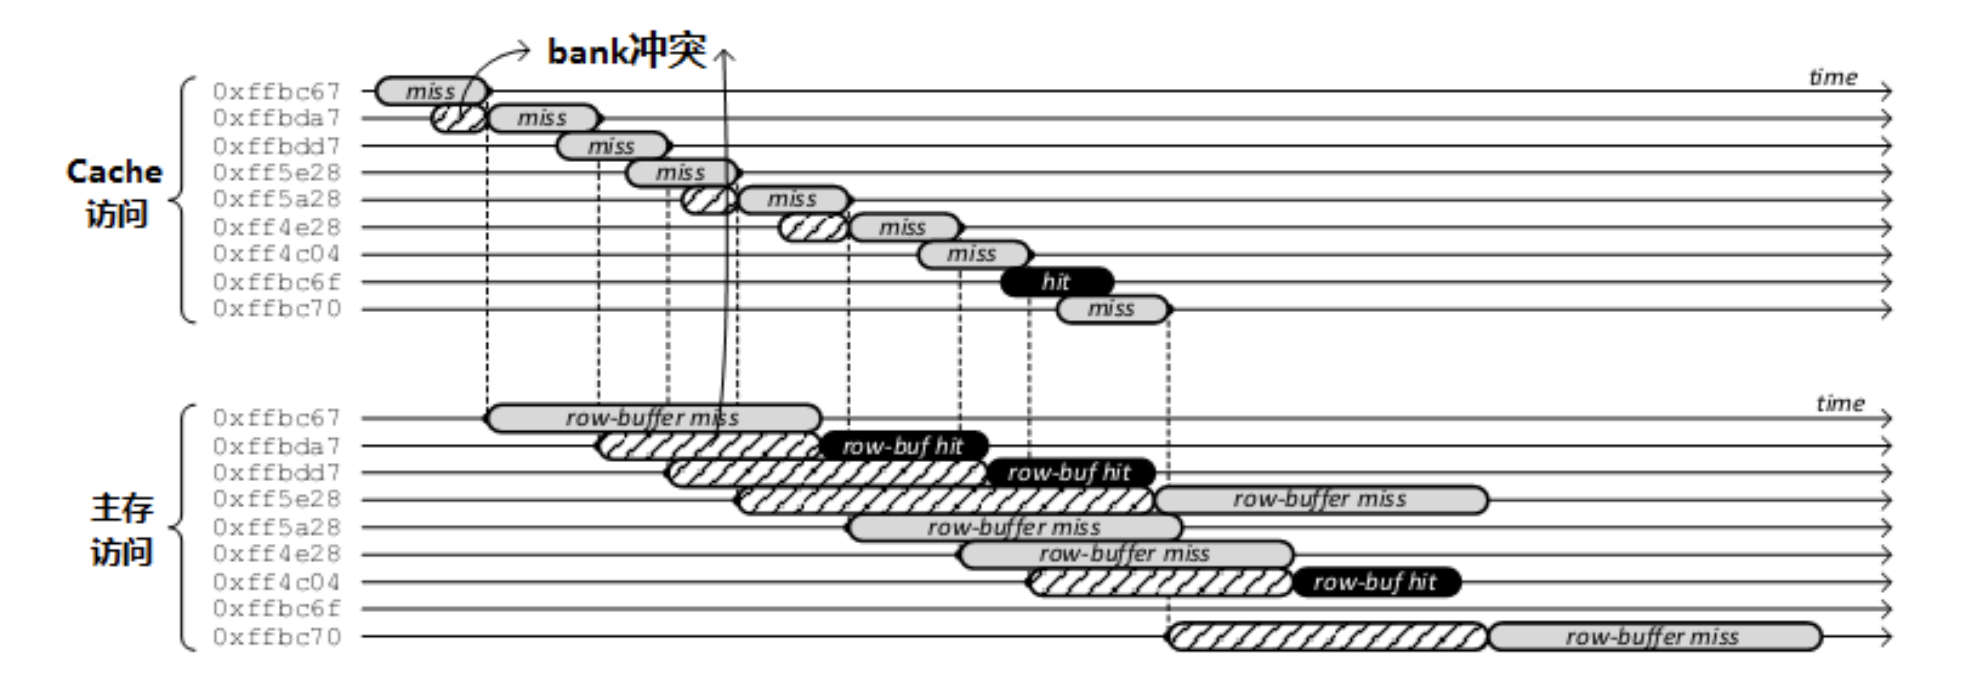 bank冲突
time
0xffbc67 miss
0xffbda7 miss
0xffbdd7 miss
0xff5e28 miss
0xff5a28 miss
0xff4e28 miss
0xff4c04 miss
0xffbc6f hit
0xffbc70 miss
Cache
访问
time
0xffbc67 row-buffer miss
0xffbda7 row-buf hit
0xffbdd7 row-buf hit
0xff5e28 row-buffer miss
0xff5a28 row-buffer miss
0xff4e28 row-buffer miss
0xff4c04 row-buf hit
0xffbc6f
0xffbc70 row-buffer miss
主存
访问